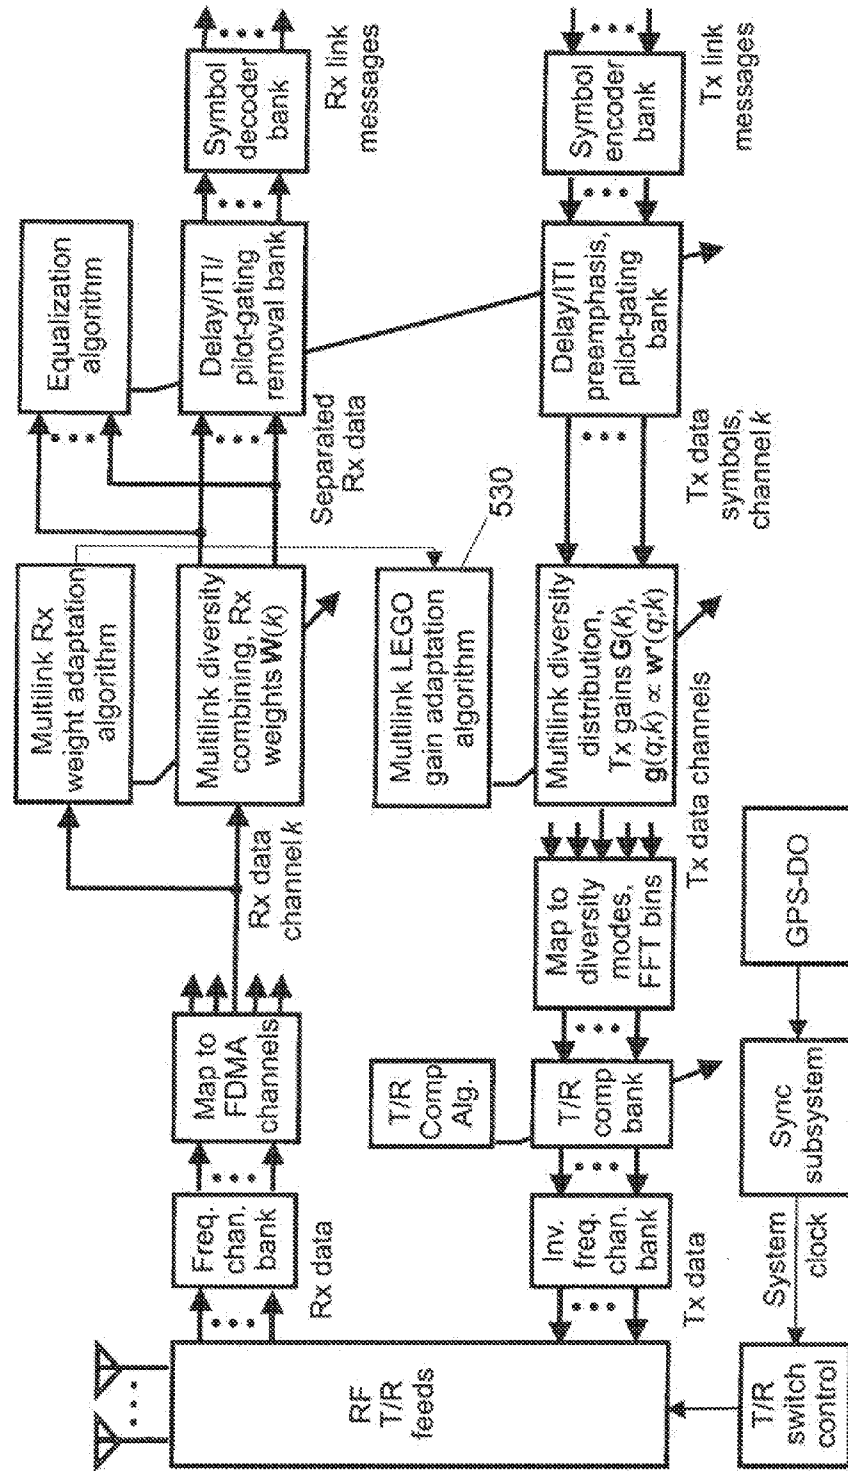 RF
T/R
feeds
Rx data
Freq.
chan.
bank
Map to
FDMA
channels
Rx data
channel k
Multilink Rx
weight adaptation
algorithm
Multilink diversity
combining, Rx
weights W(k)
Separated
Rx data
Equalization
algorithm
Delay/ITI/
pilot-gating
removal bank
Symbol
decoder
bank
Rx link
messages
Tx data
Inv.
freq.
chan.
bank
T/R
Comp
Alg.
T/R
comp
bank
Map to
diversity
modes,
FFT bins
Tx data channels
Multilink LEGO
gain adaptation
algorithm
530
Multilink diversity
distribution,
Tx gains G(k),
g(q;k) ∝ w*(q;k)
Tx data
symbols,
channel k
Delay/ITI
preemphasis,
pilot-gating
bank
Symbol
encoder
bank
Tx link
messages
T/R
switch
control
System
clock
Sync
subsystem
GPS-DO